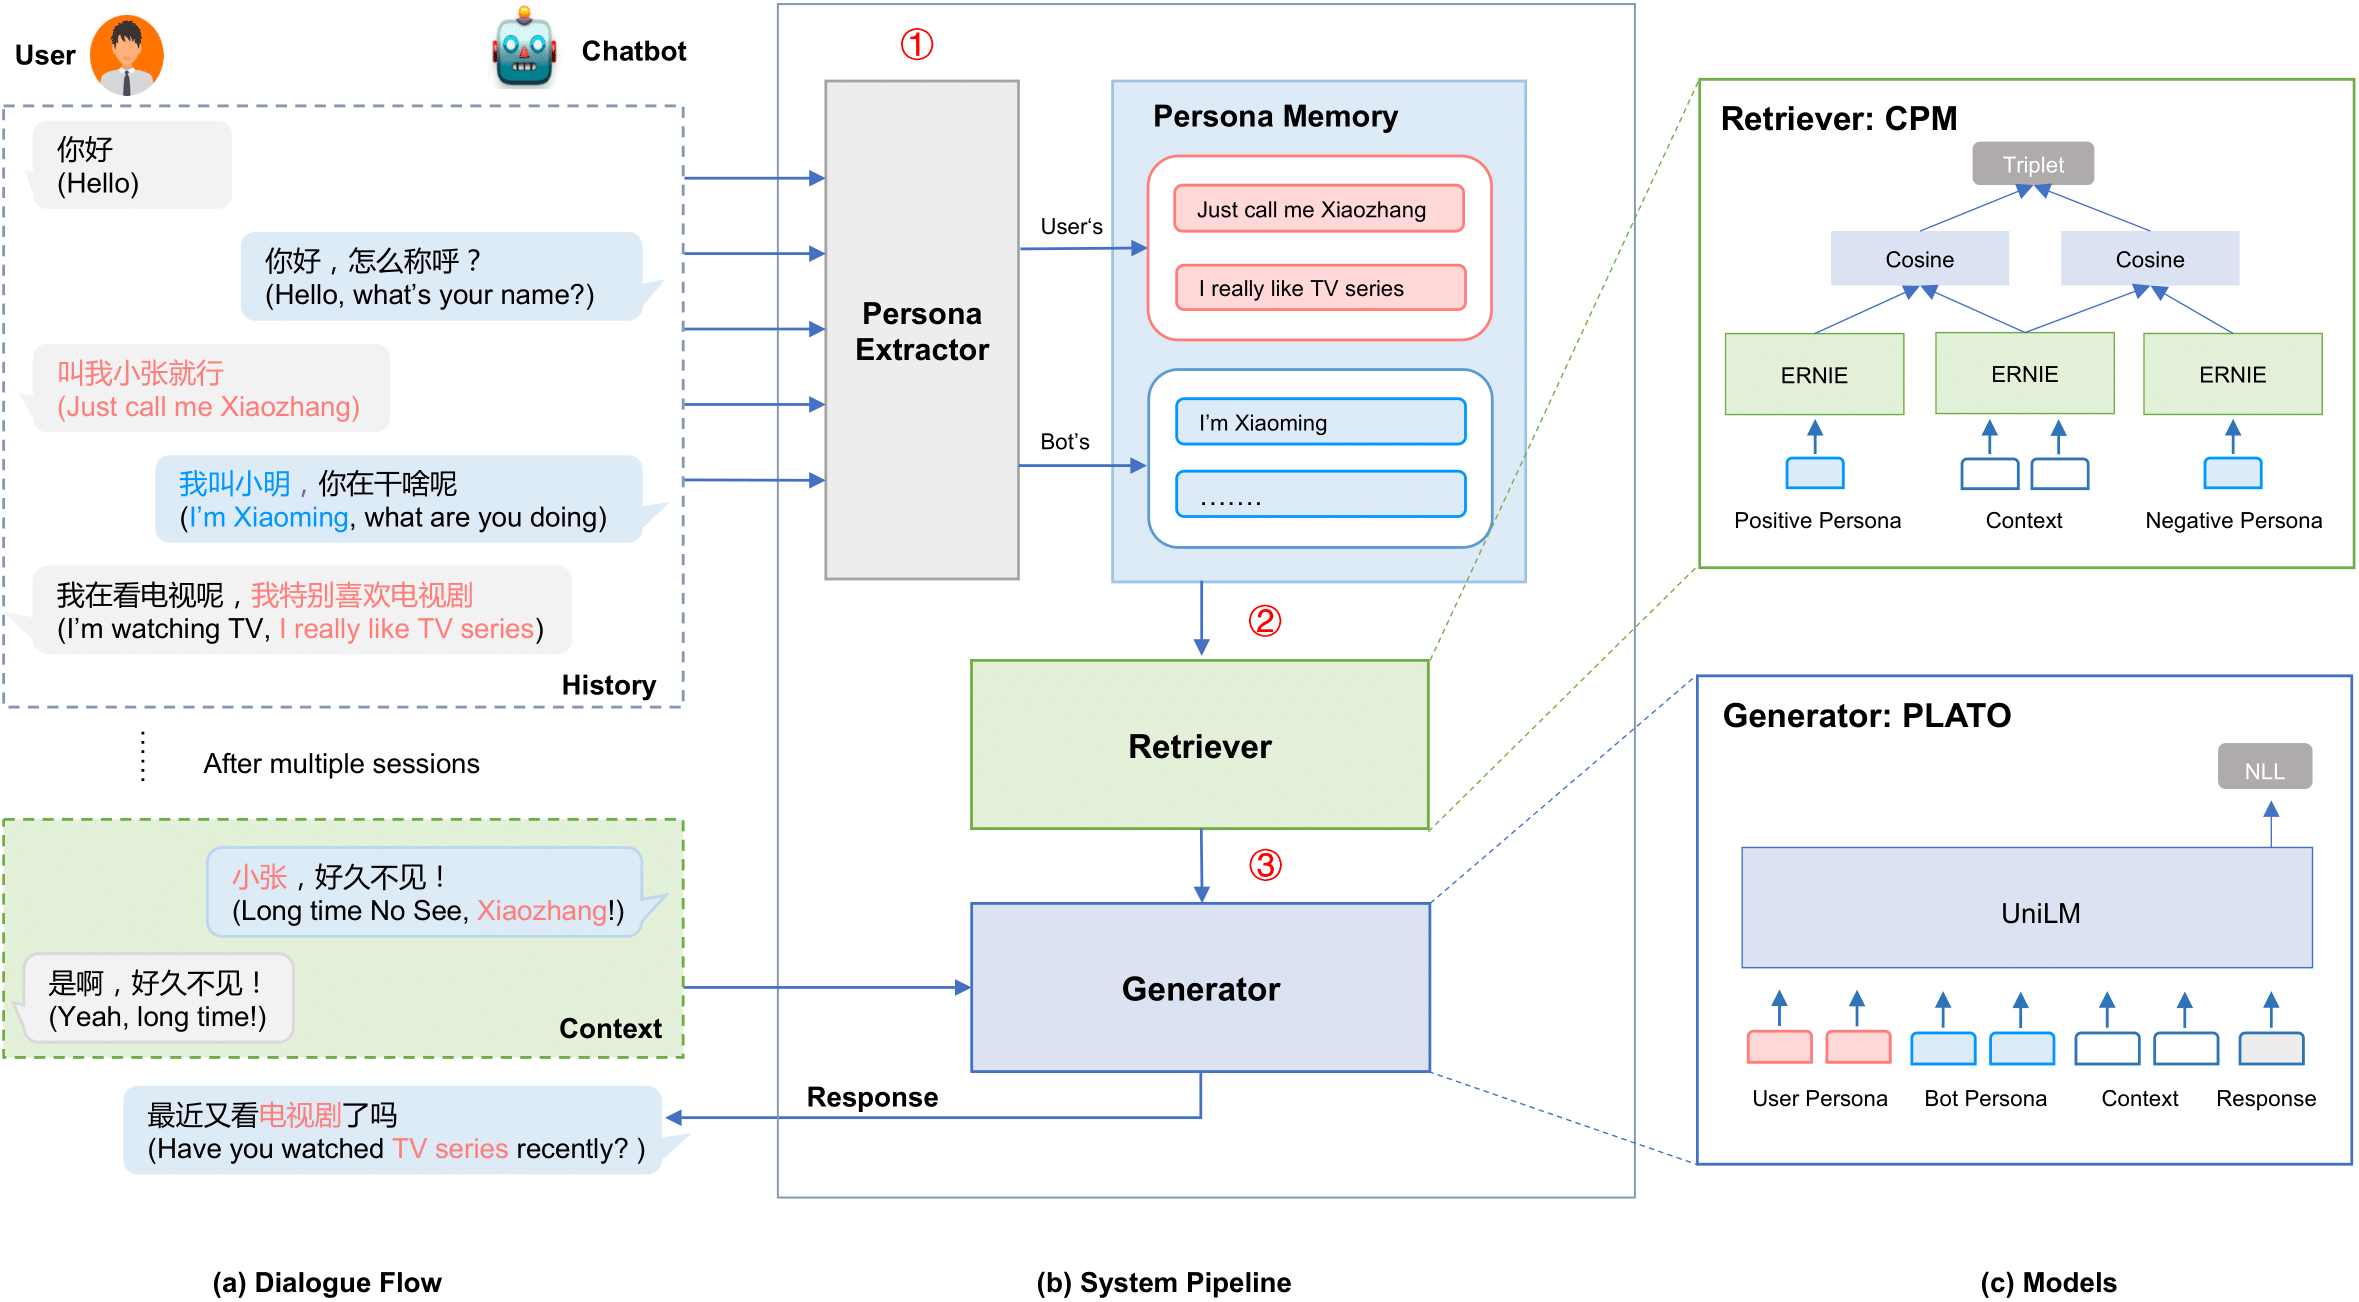 User
Chatbot
你好
(Hello)
你好，怎么称呼？
(Hello, what's your name?)
叫我小张就行
(Just call me Xiaozhang)
我叫小明，你在干啥呢
(I'm Xiaoming, what are you doing)
我在看电视呢，我特别喜欢电视剧
(I'm watching TV, I really like TV series)
History
After multiple sessions
小张，好久不见！
(Long time No See, Xiaozhang!)
是啊，好久不见！
(Yeah, long time!)
Context
最近又看电视剧了吗
(Have you watched TV series recently? )
(a) Dialogue Flow
①
Persona
Extractor
User‘s
Bot's
Persona Memory
Just call me Xiaozhang
I really like TV series
I'm Xiaoming
.......
②
Retriever
③
Generator
Response
(b) System Pipeline
Retriever: CPM
Triplet
Cosine
Cosine
ERNIE
ERNIE
ERNIE
Positive Persona
Context
Negative Persona
Generator: PLATO
NLL
UniLM
User Persona
Bot Persona
Context
Response
(c) Models